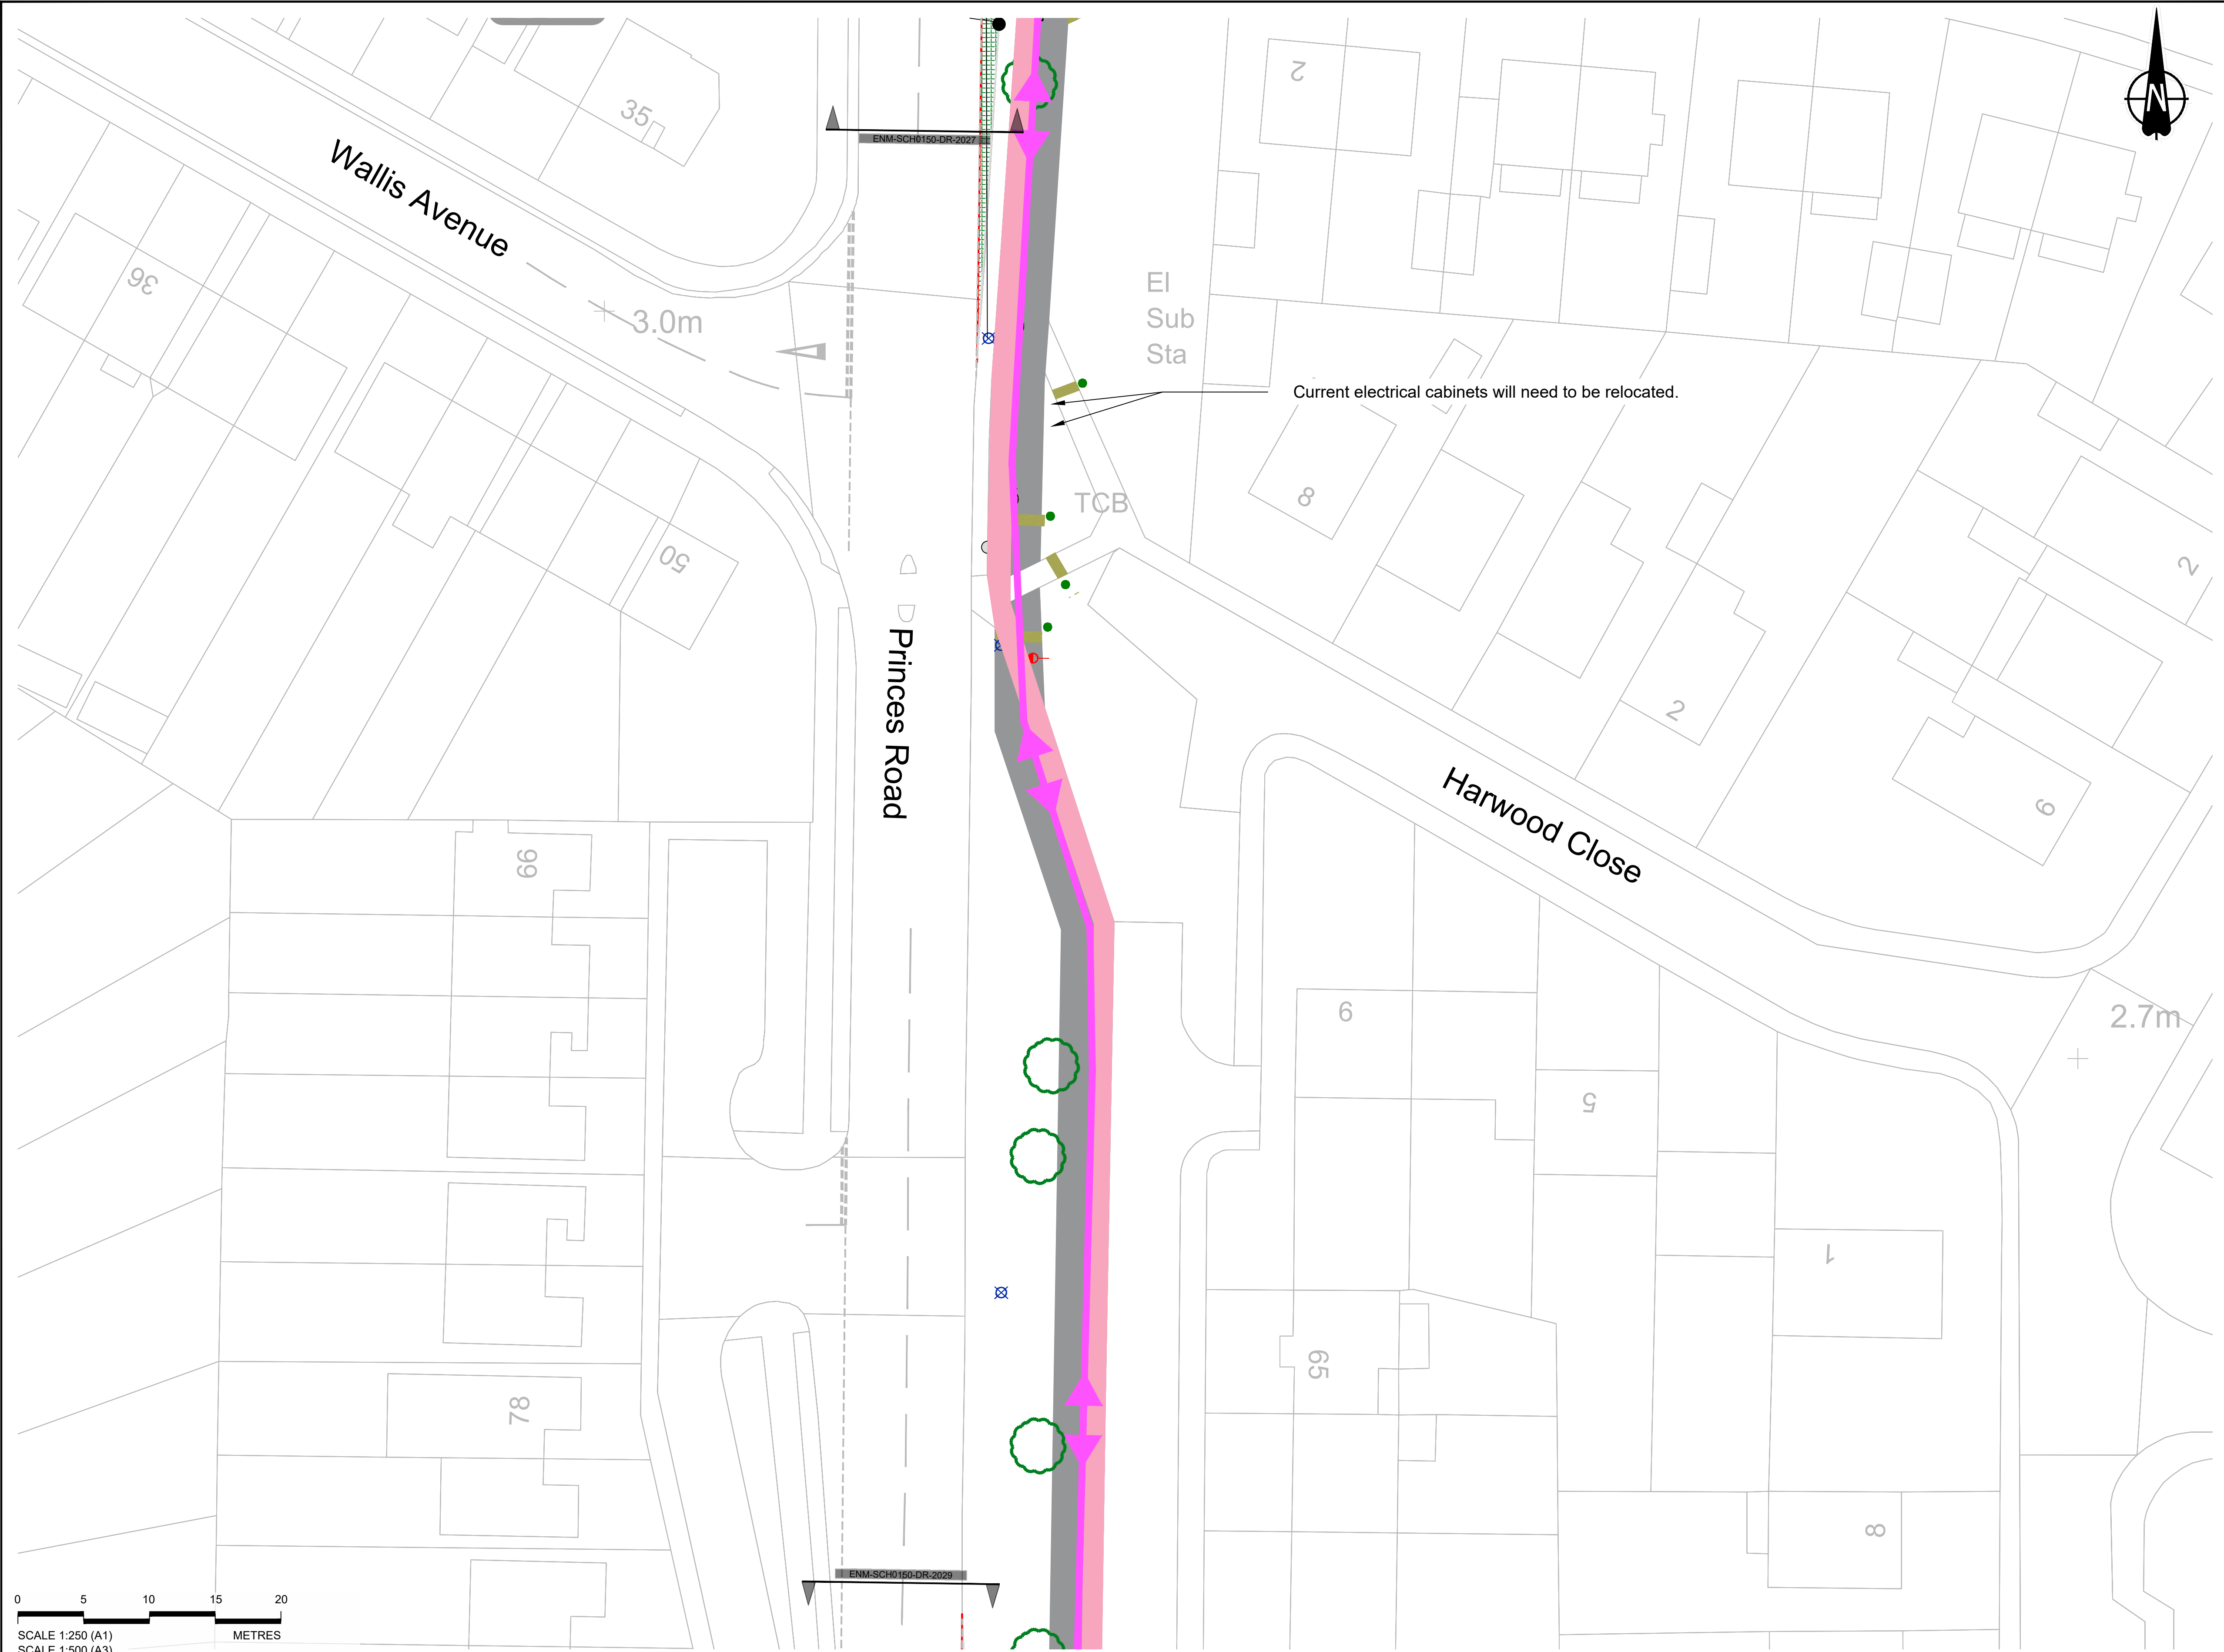 2
35
N
ENM-SCH0150-DR-2027
Wallis Avenue
36
3.0m
El
Sub
Sta
Current electrical cabinets will need to be relocated.
8
TCB
50
2
Princes Road
2
Harwood Close
6
66
6
2.7m
5
1
65
78
8
ENM-SCH0150-DR-2029
0 5 10 15 20
SCALE 1:250 (A1) METRES
SCALE 1:500 (A3)